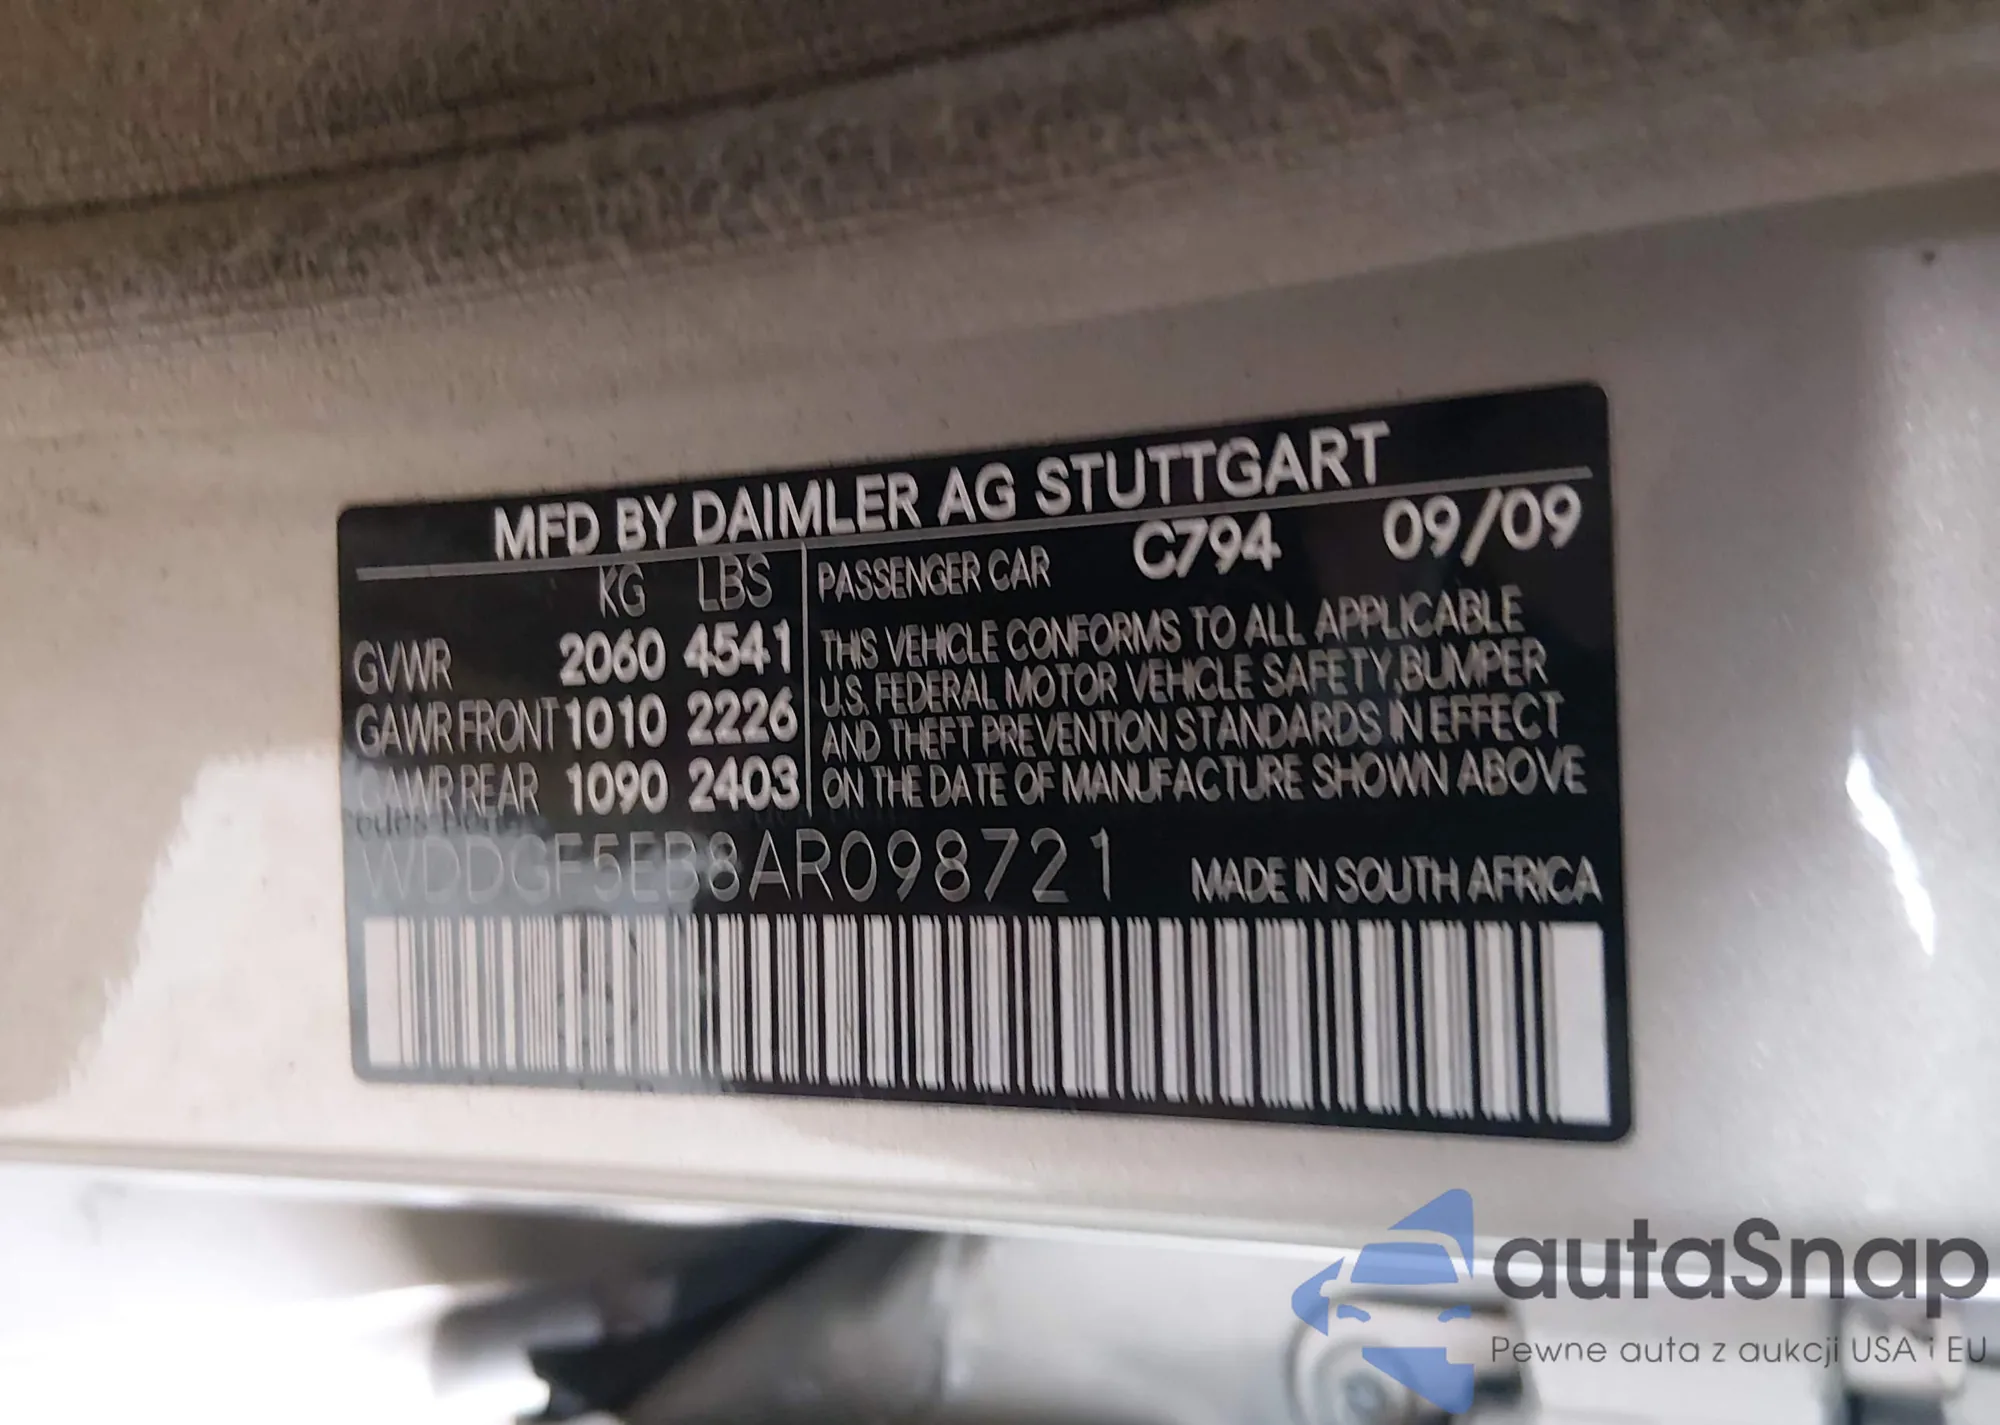 MFD BY DAIMLER AG STUTTGART
KG LBS
GVWR 2060 4541
GAWR FRONT 1010 2226
GAWR REAR 1090 2403
PASSENGER CAR C794 09/09
THIS VEHICLE CONFORMS TO ALL APPLICABLE
U.S. FEDERAL MOTOR VEHICLE SAFETY,BUMPER
AND THEFT PREVENTION STANDARDS IN EFFECT
ON THE DATE OF MANUFACTURE SHOWN ABOVE
WDDGF5EB8AR098721 MADE IN SOUTH AFRICA
autaSnap
Pewne auta z aukcji USA i EU